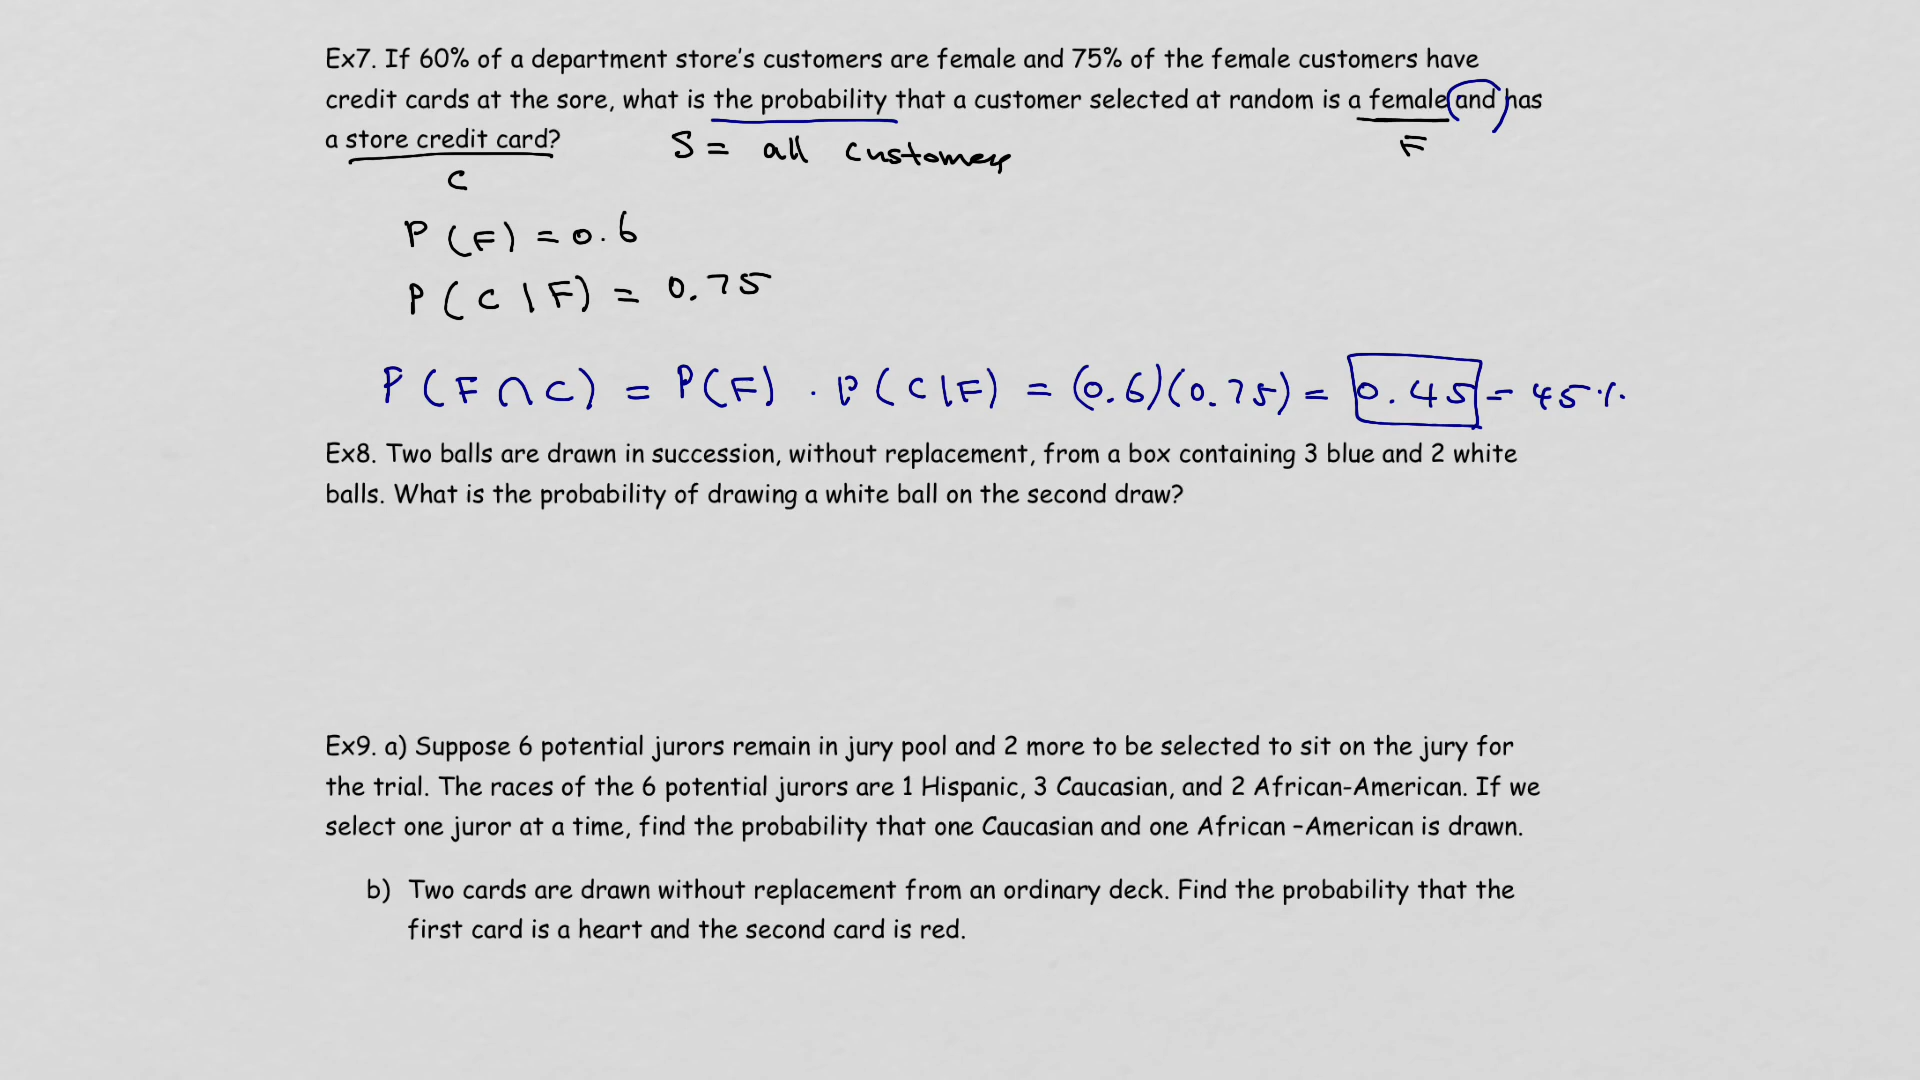 Ex7. If 60% of a department store's customers are female and 75% of the female customers have
credit cards at the sore, what is the probability that a customer selected at random is a female and has
a store credit card?
S = all customers
F
C
P(F) = 0.6
P(C|F) = 0.75
P(F∩C) = P(F) · P(C|F) = (0.6)(0.75) = 0.45 = 45%
Ex8. Two balls are drawn in succession, without replacement, from a box containing 3 blue and 2 white
balls. What is the probability of drawing a white ball on the second draw?
Ex9. a) Suppose 6 potential jurors remain in jury pool and 2 more to be selected to sit on the jury for
the trial. The races of the 6 potential jurors are 1 Hispanic, 3 Caucasian, and 2 African-American. If we
select one juror at a time, find the probability that one Caucasian and one African –American is drawn.
b) Two cards are drawn without replacement from an ordinary deck. Find the probability that the
first card is a heart and the second card is red.